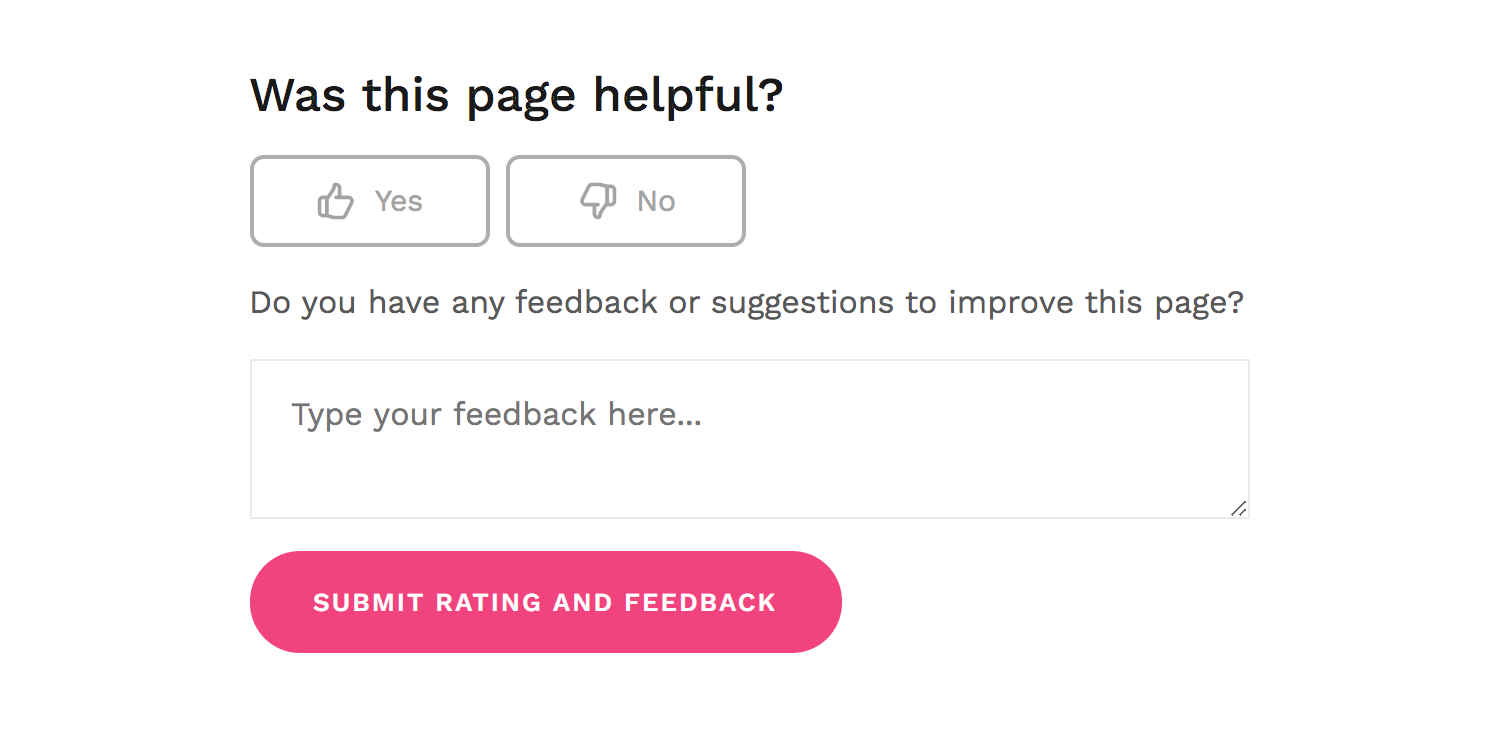 Was this page helpful?
Yes
No
Do you have any feedback or suggestions to improve this page?
Type your feedback here...
SUBMIT RATING AND FEEDBACK